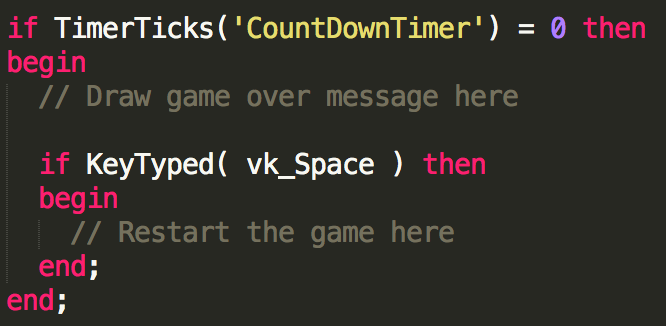 if TimerTicks('CountDownTimer') = 0 then
begin
// Draw game over message here
if KeyTyped( vk_Space ) then
begin
// Restart the game here
end;
end;